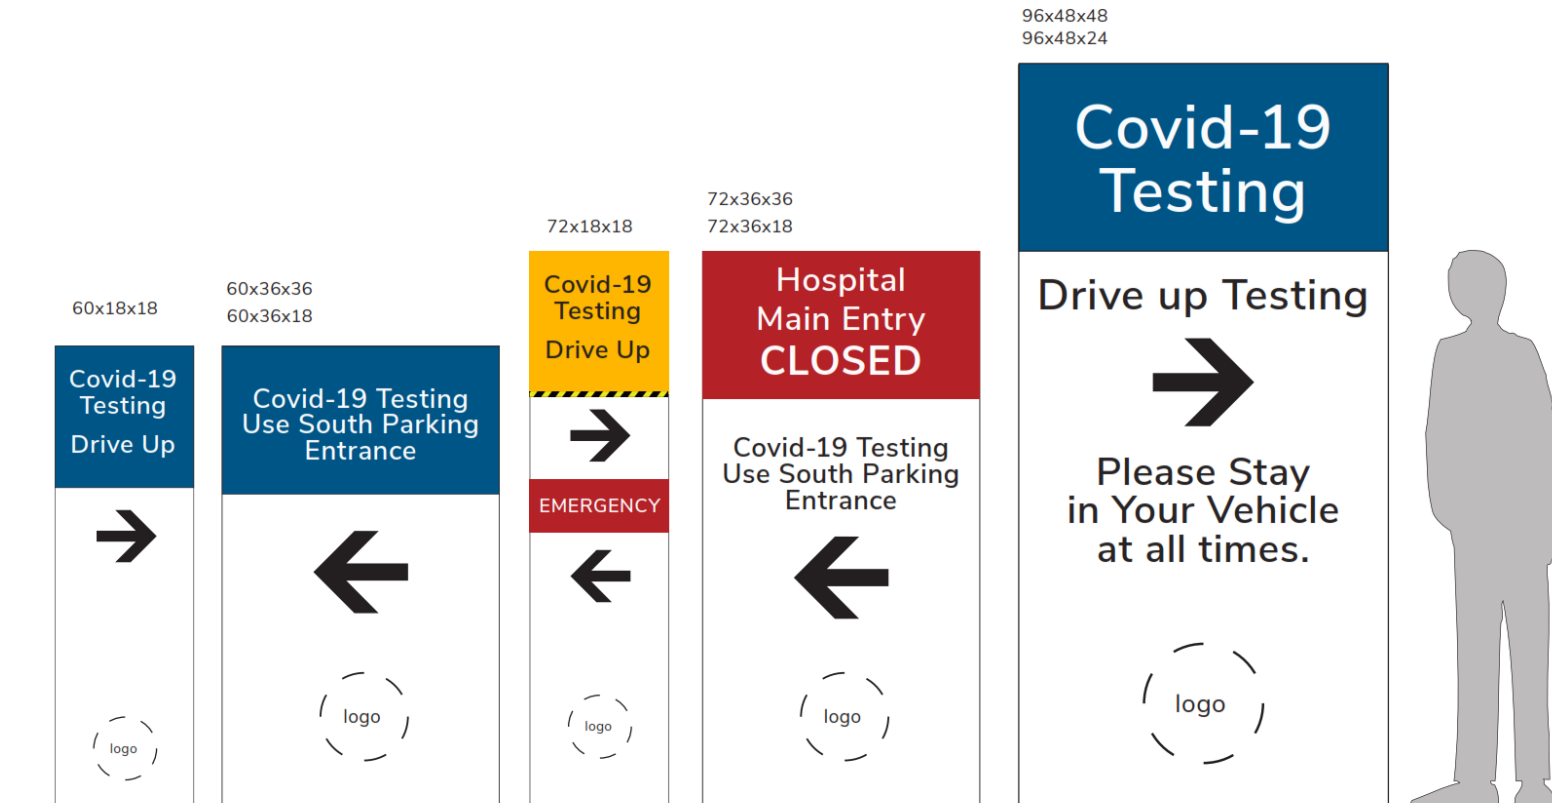 60x18x18
Covid-19
Testing
Drive Up
logo
60x36x36
60x36x18
Covid-19 Testing
Use South Parking
Entrance
logo
72x18x18
Covid-19
Testing
Drive Up
EMERGENCY
logo
72x36x36
72x36x18
Hospital
Main Entry
CLOSED
Covid-19 Testing
Use South Parking
Entrance
logo
96x48x48
96x48x24
Covid-19
Testing
Drive up Testing
Please Stay
in Your Vehicle
at all times.
logo